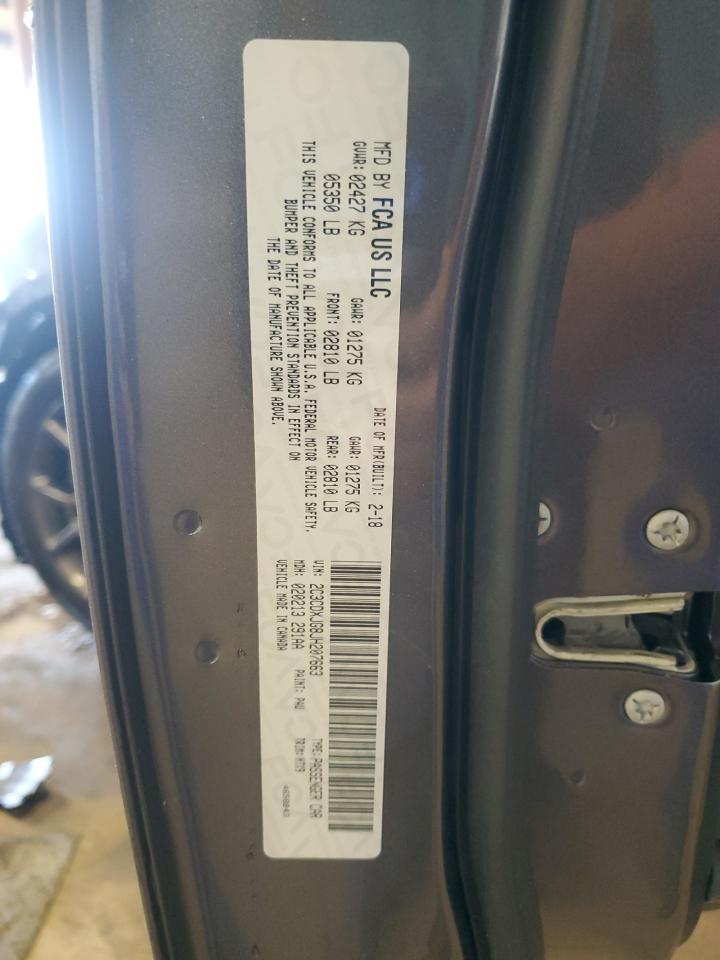 MFD BY FCA US LLC
DATE OF MFR(BUILT): 2-18
GVWR: 02427 KG GAWR: 01275 KG GAWR: 01275 KG
05350 LB FRONT: 02810 LB REAR: 02810 LB
THIS VEHICLE CONFORMS TO ALL APPLICABLE U.S.A. FEDERAL MOTOR VEHICLE SAFETY,
BUMPER AND THEFT PREVENTION STANDARDS IN EFFECT ON
THE DATE OF MANUFACTURE SHOWN ABOVE.
VIN: 2C3CDXJG8JH207663 TYPE: PASSENGER CAR
MDH: 020213 291AA PAINT: PAU TRIM: H7X9
VEHICLE MADE IN CANADA